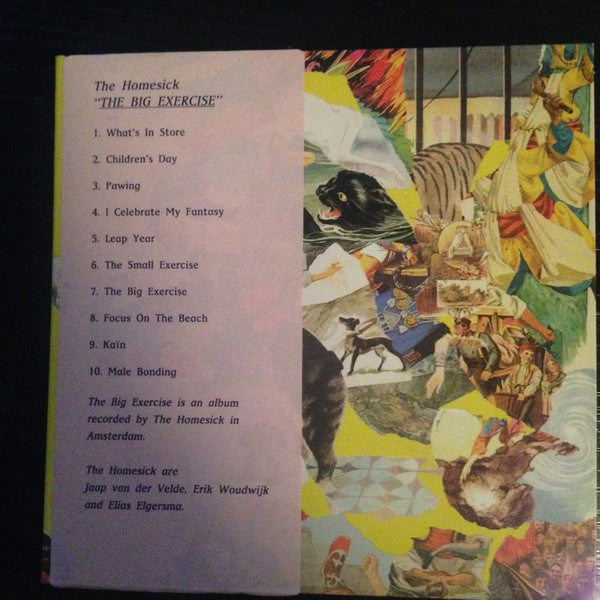 The Homesick
"THE BIG EXERCISE"
1. What's In Store
2. Children's Day
3. Pawing
4. I Celebrate My Fantasy
5. Leap Year
6. The Small Exercise
7. The Big Exercise
8. Focus On The Beach
9. Kaïn
10. Male Bonding
The Big Exercise is an album
recorded by The Homesick in
Amsterdam.
The Homesick are
Jaap van der Velde, Erik Woudwijk
and Elias Elgersma.